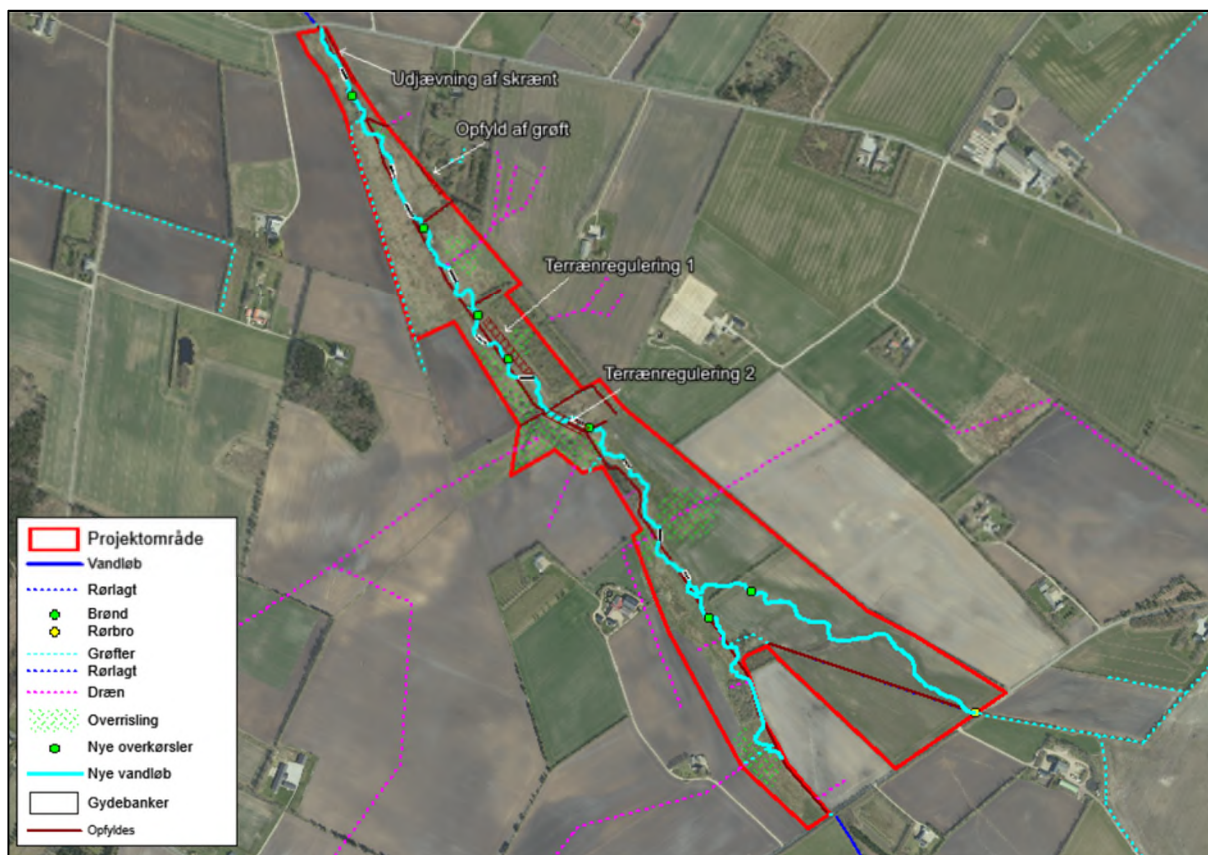 Udjævning af skrænt
Opfyld af grøft
Terrænregulering 1
Terrænregulering 2
Projektområde
Vandløb
Rørlagt
Brønd
Rørbro
Grøfter
Rørlagt
Dræn
Overrisling
Nye overkørsler
Nye vandløb
Gydebanker
Opfyldes